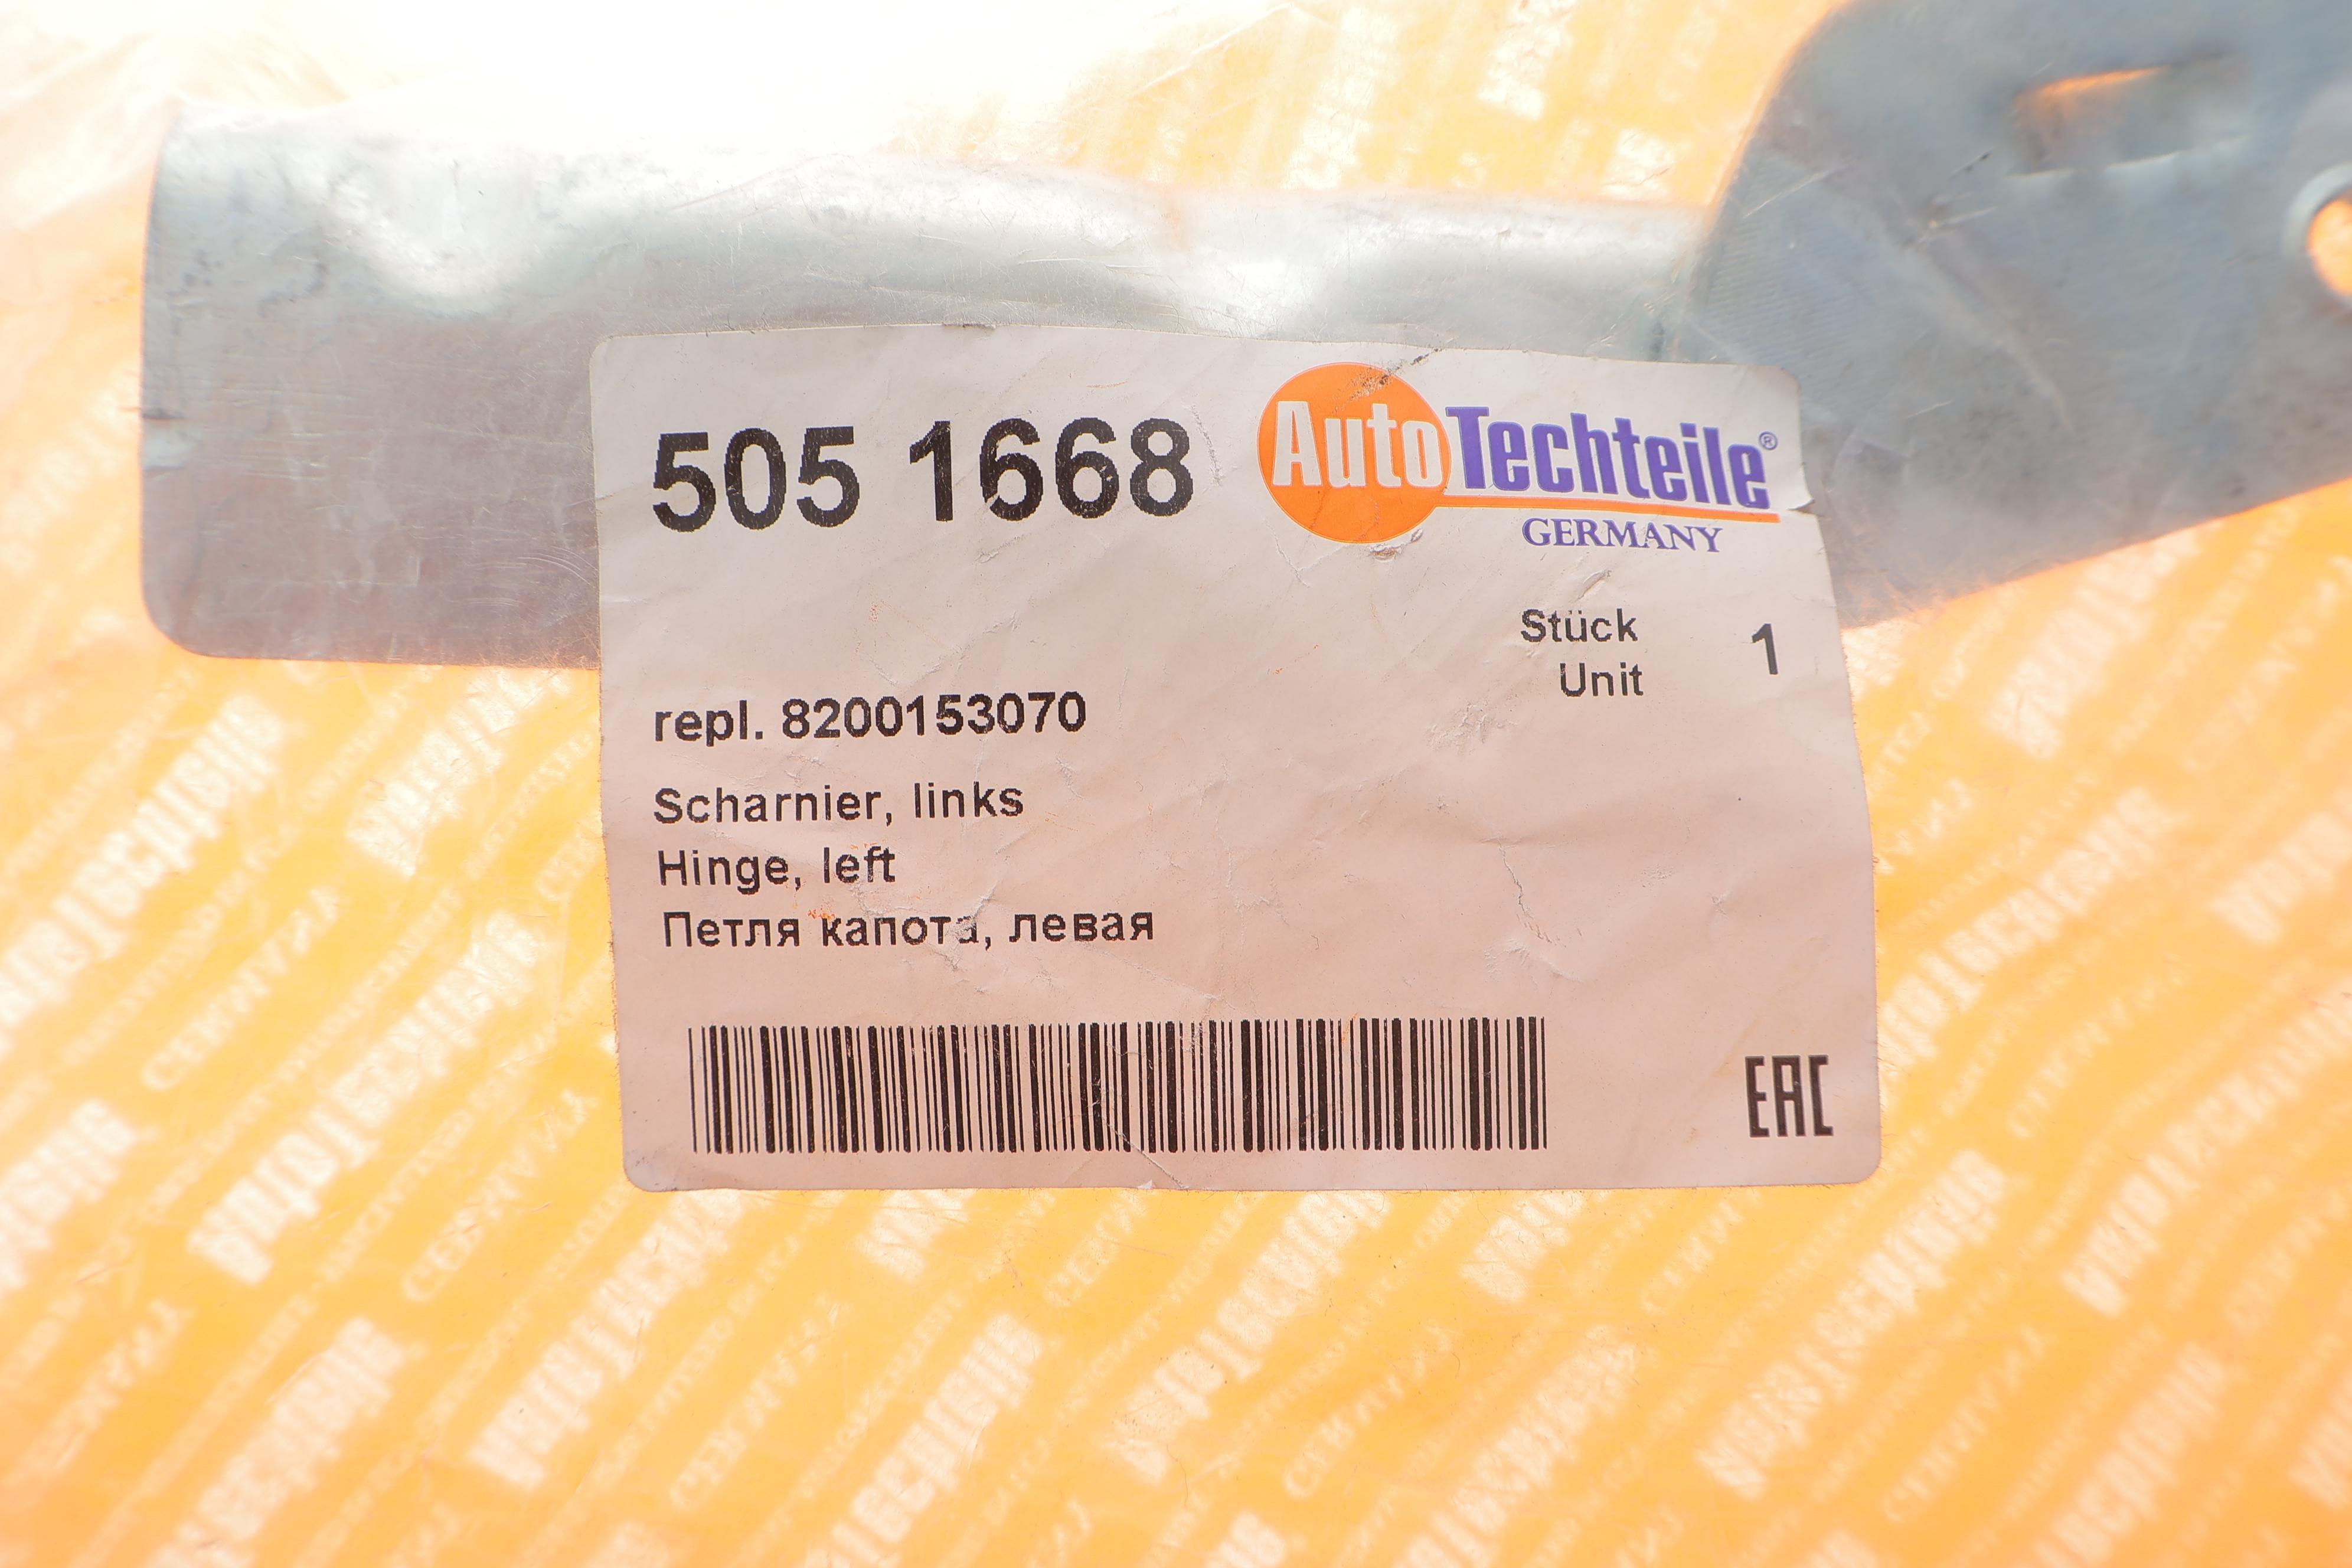 505 1668
AutoTechteile®
GERMANY
Stück
Unit
1
repl. 8200153070
Scharnier, links
Hinge, left
Петля капота, левая
EAC